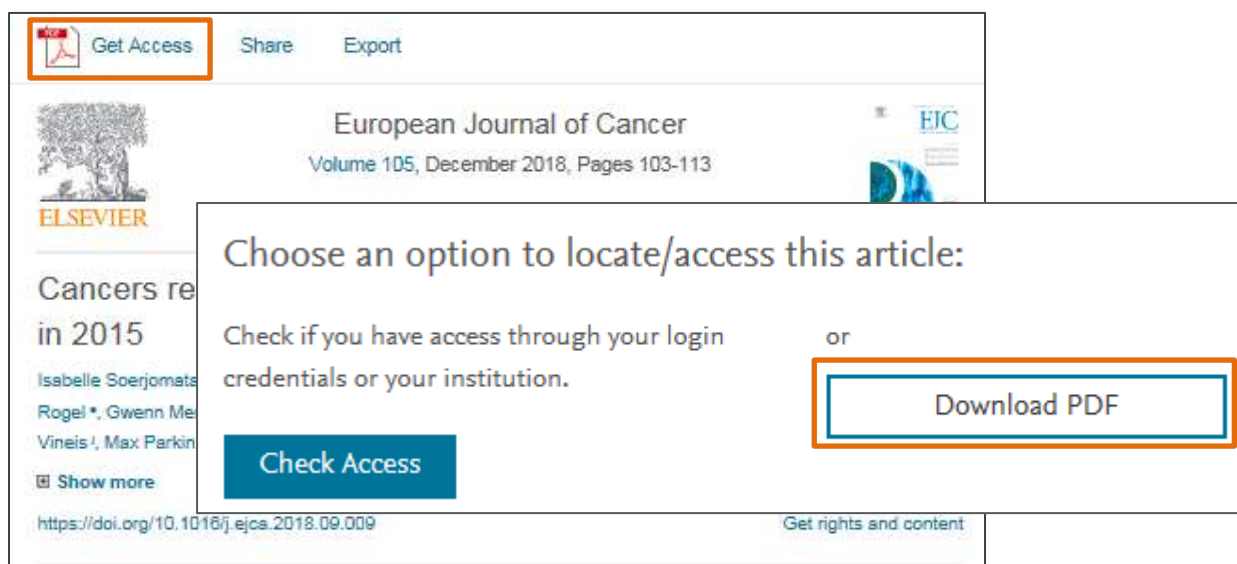 PDF
Get Access
Share
Export
European Journal of Cancer
EJC
Volume 105, December 2018, Pages 103-113
ELSEVIER
Cancers re
in 2015
Isabelle Soerjomata
Rogel
, Gwenn Me
Vineis
, Max Parkin
Show more
https://doi.org/10.1016/j.ejca.2018.09.009
Get rights and content
Choose an option to locate/access this article:
Check if you have access through your login
credentials or your institution.
or
Download PDF
Check Access